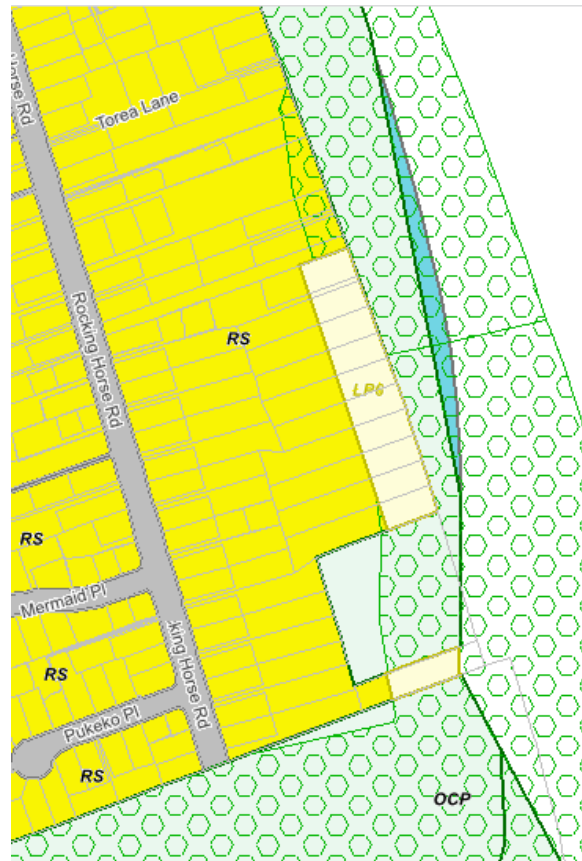 Horse Rd
Torea Lane
Rocking Horse Rd
RS
LP6
RS
Mermaid Pl
king Horse Rd
RS
Pukeko Pl
RS
OCP